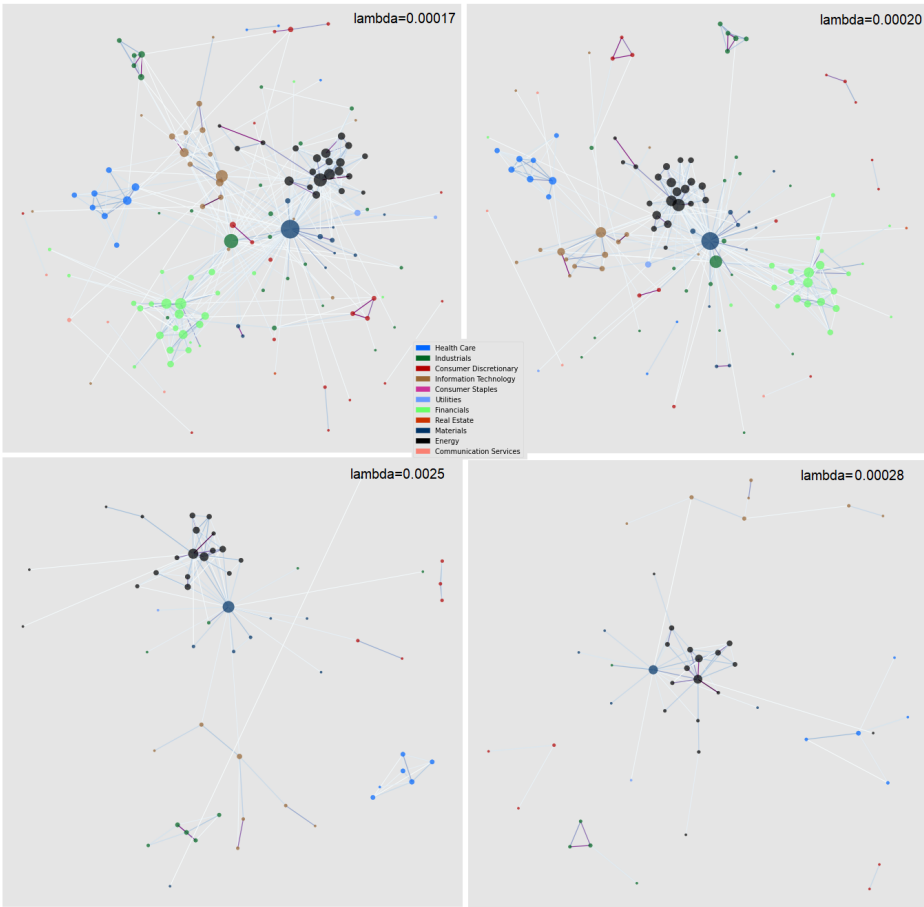 lambda=0.00017
lambda=0.00020
Health Care
Industrials
Consumer Discretionary
Information Technology
Consumer Staples
Utilities
Financials
Real Estate
Materials
Energy
Communication Services
lambda=0.0025
lambda=0.00028